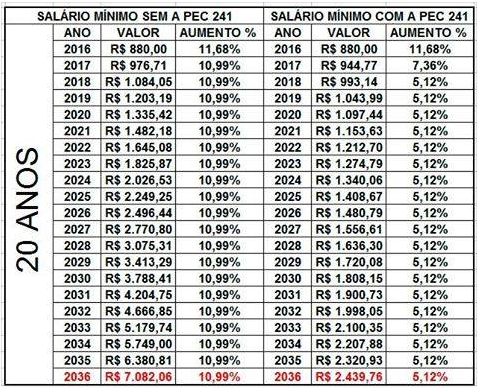 SALÁRIO MÍNIMO SEM A PEC 241 SALÁRIO MÍNIMO COM A PEC 241
20 ANOS
ANO VALOR AUMENTO % ANO VALOR AUMENTO %
2016 R$ 880,00 11,68% 2016 R$ 880,00 11,68%
2017 R$ 976,71 10,99% 2017 R$ 944,77 7,36%
2018 R$ 1.084,05 10,99% 2018 R$ 993,14 5,12%
2019 R$ 1.203,19 10,99% 2019 R$ 1.043,99 5,12%
2020 R$ 1.335,42 10,99% 2020 R$ 1.097,44 5,12%
2021 R$ 1.482,18 10,99% 2021 R$ 1.153,63 5,12%
2022 R$ 1.645,08 10,99% 2022 R$ 1.212,70 5,12%
2023 R$ 1.825,87 10,99% 2023 R$ 1.274,79 5,12%
2024 R$ 2.026,53 10,99% 2024 R$ 1.340,06 5,12%
2025 R$ 2.249,25 10,99% 2025 R$ 1.408,67 5,12%
2026 R$ 2.496,44 10,99% 2026 R$ 1.480,79 5,12%
2027 R$ 2.770,80 10,99% 2027 R$ 1.556,61 5,12%
2028 R$ 3.075,31 10,99% 2028 R$ 1.636,30 5,12%
2029 R$ 3.413,29 10,99% 2029 R$ 1.720,08 5,12%
2030 R$ 3.788,41 10,99% 2030 R$ 1.808,15 5,12%
2031 R$ 4.204,75 10,99% 2031 R$ 1.900,73 5,12%
2032 R$ 4.666,85 10,99% 2032 R$ 1.998,05 5,12%
2033 R$ 5.179,74 10,99% 2033 R$ 2.100,35 5,12%
2034 R$ 5.749,00 10,99% 2034 R$ 2.207,88 5,12%
2035 R$ 6.380,81 10,99% 2035 R$ 2.320,93 5,12%
2036 R$ 7.082,06 10,99% 2036 R$ 2.439,76 5,12%